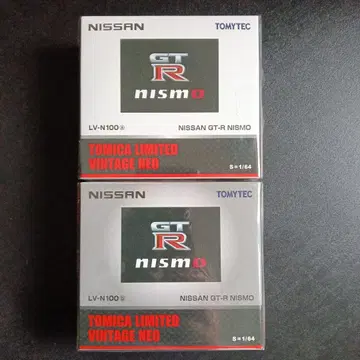 NISSAN TOMYTEC
GT
R
nismo
LV-N100 ⓐ NISSAN GT-R NISMO
TOMICA LIMITED
VINTAGE NEO S=1/64
NISSAN TOMYTEC
GT
R
nismo
LV-N100 NISSAN GT-R NISMO
TOMICA LIMITED
VINTAGE NEO S=1/64